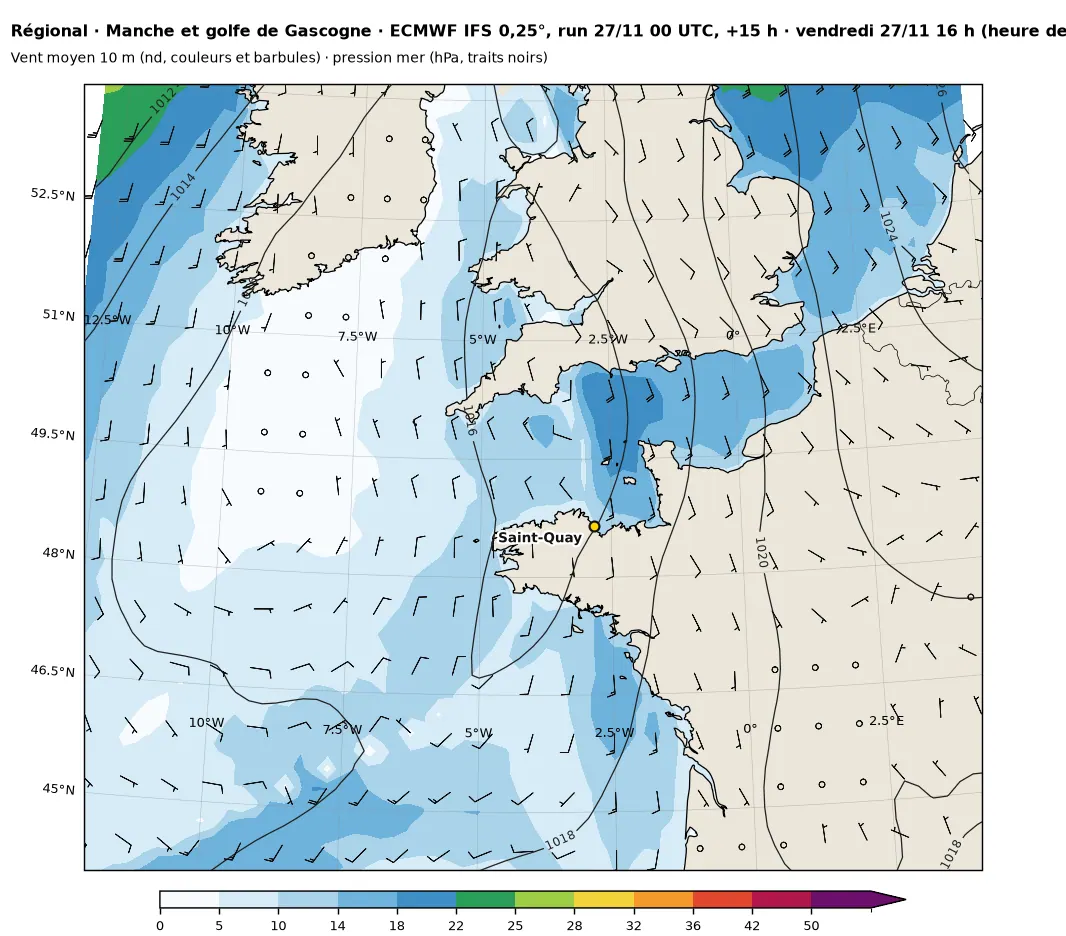 Régional · Manche et golfe de Gascogne · ECMWF IFS 0,25°, run 27/11 00 UTC, +15 h · vendredi 27/11 16 h (heure de
Vent moyen 10 m (nd, couleurs et barbules) · pression mer (hPa, traits noirs)
1012
26
1014
52.5°N
1024
51°N
12.5°W
10°W
7.5°W
5°W
2.5°W
0°
2.5°E
1016
49.5°N
Saint-Quay
48°N
1020
46.5°N
10°W
7.5°W
5°W
2.5°W
0°
2.5°E
45°N
1018
1018
0
5
10
14
18
22
25
28
32
36
42
50